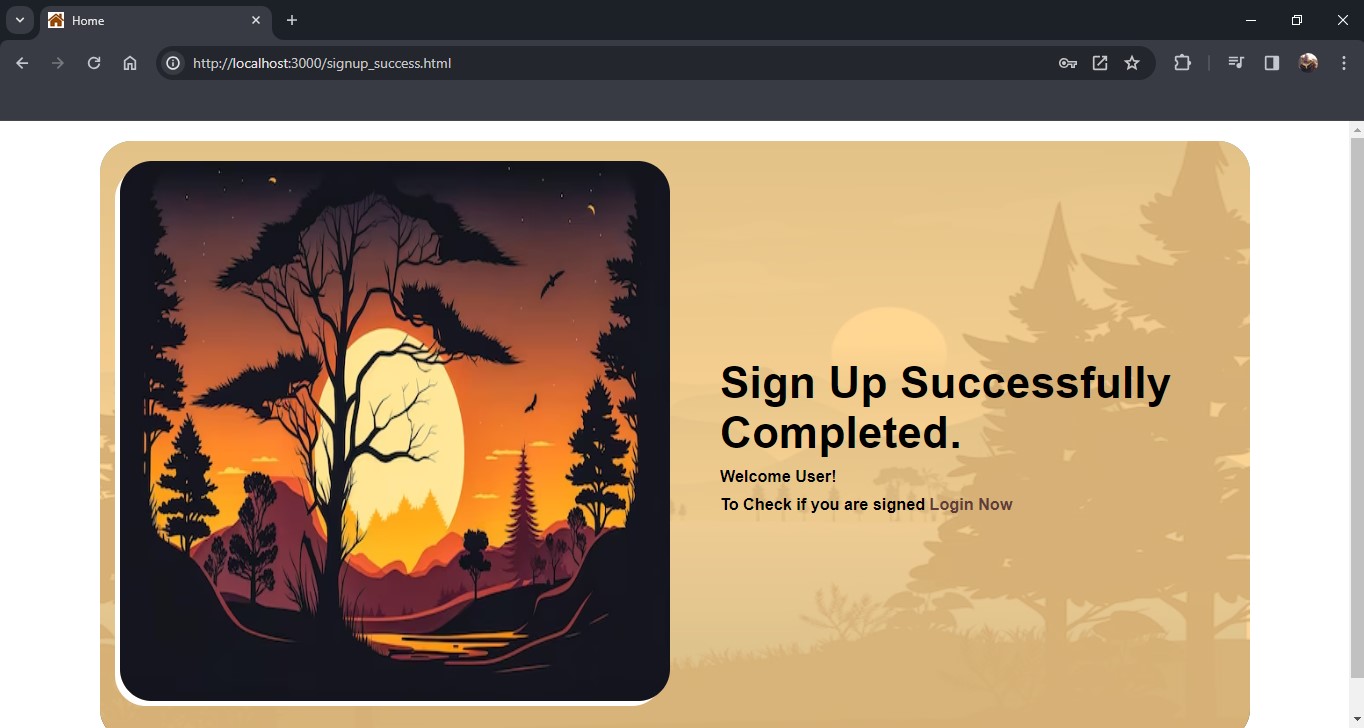 Home
http://localhost:3000/signup_success.html
Sign Up Successfully
Completed.
Welcome User!
To Check if you are signed Login Now